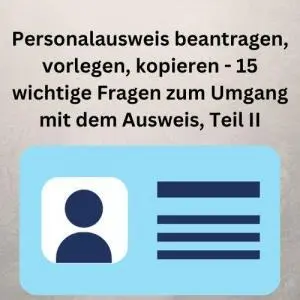 Personalausweis beantragen,
vorlegen, kopieren - 15
wichtige Fragen zum Umgang
mit dem Ausweis, Teil II